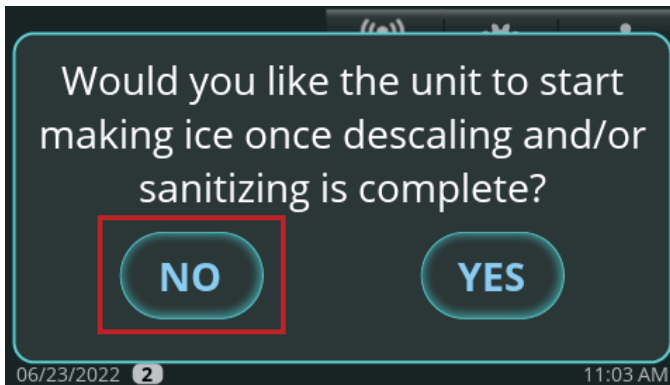 Would you like the unit to start
making ice once descaling and/or
sanitizing is complete?
NO YES
06/23/2022 2 11:03 AM